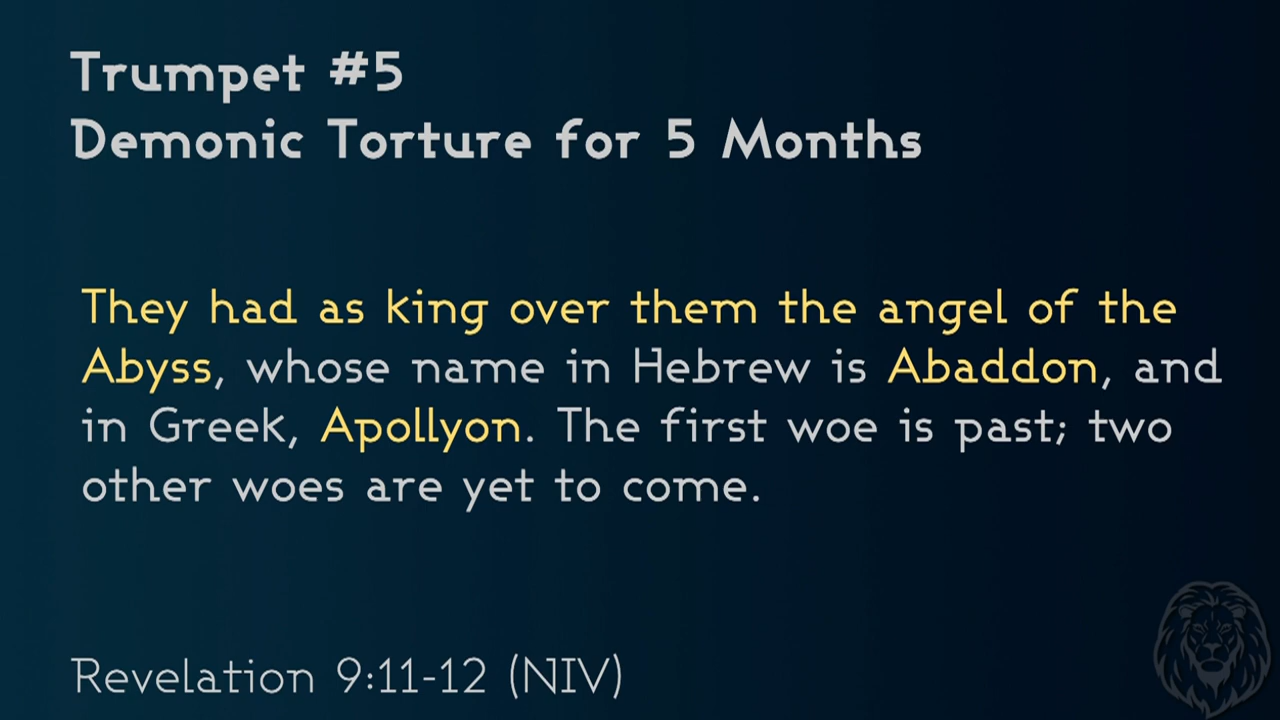 Trumpet #5
Demonic Torture for 5 Months
They had as king over them the angel of the
Abyss, whose name in Hebrew is Abaddon, and
in Greek, Apollyon. The first woe is past; two
other woes are yet to come.
Revelation 9:11-12 (NIV)